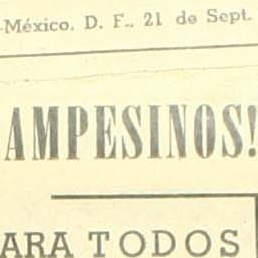 México, D. F., 21 de Sept.
AMPESINOS!
ARA TODOS